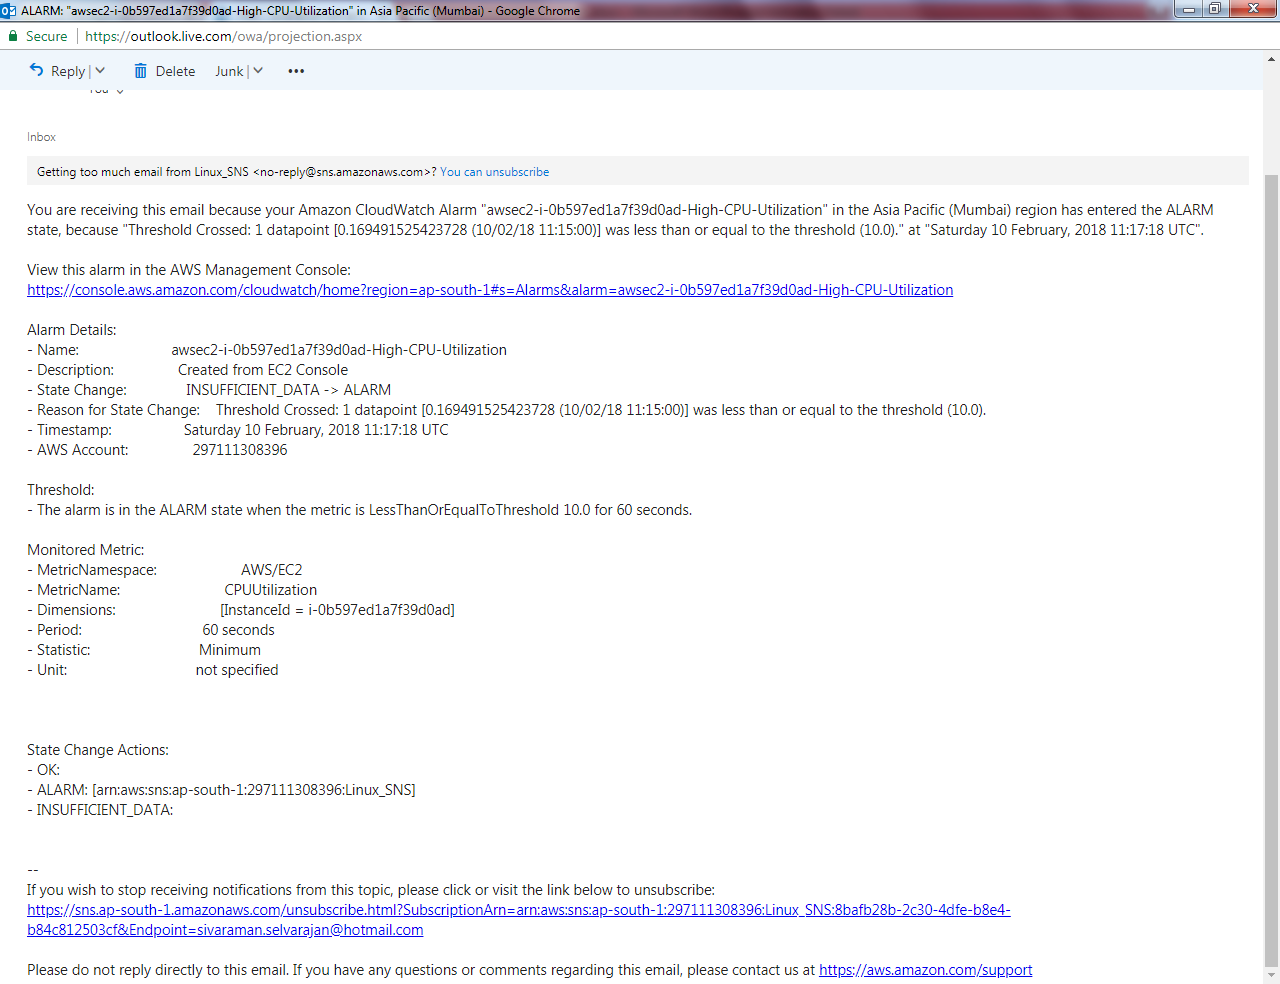 ALARM: "awsec2-i-0b597ed1a7f39d0ad-High-CPU-Utilization" in Asia Pacific (Mumbai) - Google Chrome
Secure | https://outlook.live.com/owa/projection.aspx
Reply | Delete Junk | •••
You
Inbox
Getting too much email from Linux_SNS <no-reply@sns.amazonaws.com>? You can unsubscribe
You are receiving this email because your Amazon CloudWatch Alarm "awsec2-i-0b597ed1a7f39d0ad-High-CPU-Utilization" in the Asia Pacific (Mumbai) region has entered the ALARM
state, because "Threshold Crossed: 1 datapoint [0.169491525423728 (10/02/18 11:15:00)] was less than or equal to the threshold (10.0)." at "Saturday 10 February, 2018 11:17:18 UTC".
View this alarm in the AWS Management Console:
https://console.aws.amazon.com/cloudwatch/home?region=ap-south-1#s=Alarms&alarm=awsec2-i-0b597ed1a7f39d0ad-High-CPU-Utilization
Alarm Details:
- Name: awsec2-i-0b597ed1a7f39d0ad-High-CPU-Utilization
- Description: Created from EC2 Console
- State Change: INSUFFICIENT_DATA -> ALARM
- Reason for State Change: Threshold Crossed: 1 datapoint [0.169491525423728 (10/02/18 11:15:00)] was less than or equal to the threshold (10.0).
- Timestamp: Saturday 10 February, 2018 11:17:18 UTC
- AWS Account: 297111308396
Threshold:
- The alarm is in the ALARM state when the metric is LessThanOrEqualToThreshold 10.0 for 60 seconds.
Monitored Metric:
- MetricNamespace: AWS/EC2
- MetricName: CPUUtilization
- Dimensions: [InstanceId = i-0b597ed1a7f39d0ad]
- Period: 60 seconds
- Statistic: Minimum
- Unit: not specified
State Change Actions:
- OK:
- ALARM: [arn:aws:sns:ap-south-1:297111308396:Linux_SNS]
- INSUFFICIENT_DATA:
--
If you wish to stop receiving notifications from this topic, please click or visit the link below to unsubscribe:
https://sns.ap-south-1.amazonaws.com/unsubscribe.html?SubscriptionArn=arn:aws:sns:ap-south-1:297111308396:Linux_SNS:8bafb28b-2c30-4dfe-b8e4-
b84c812503cf&Endpoint=sivaraman.selvarajan@hotmail.com
Please do not reply directly to this email. If you have any questions or comments regarding this email, please contact us at https://aws.amazon.com/support